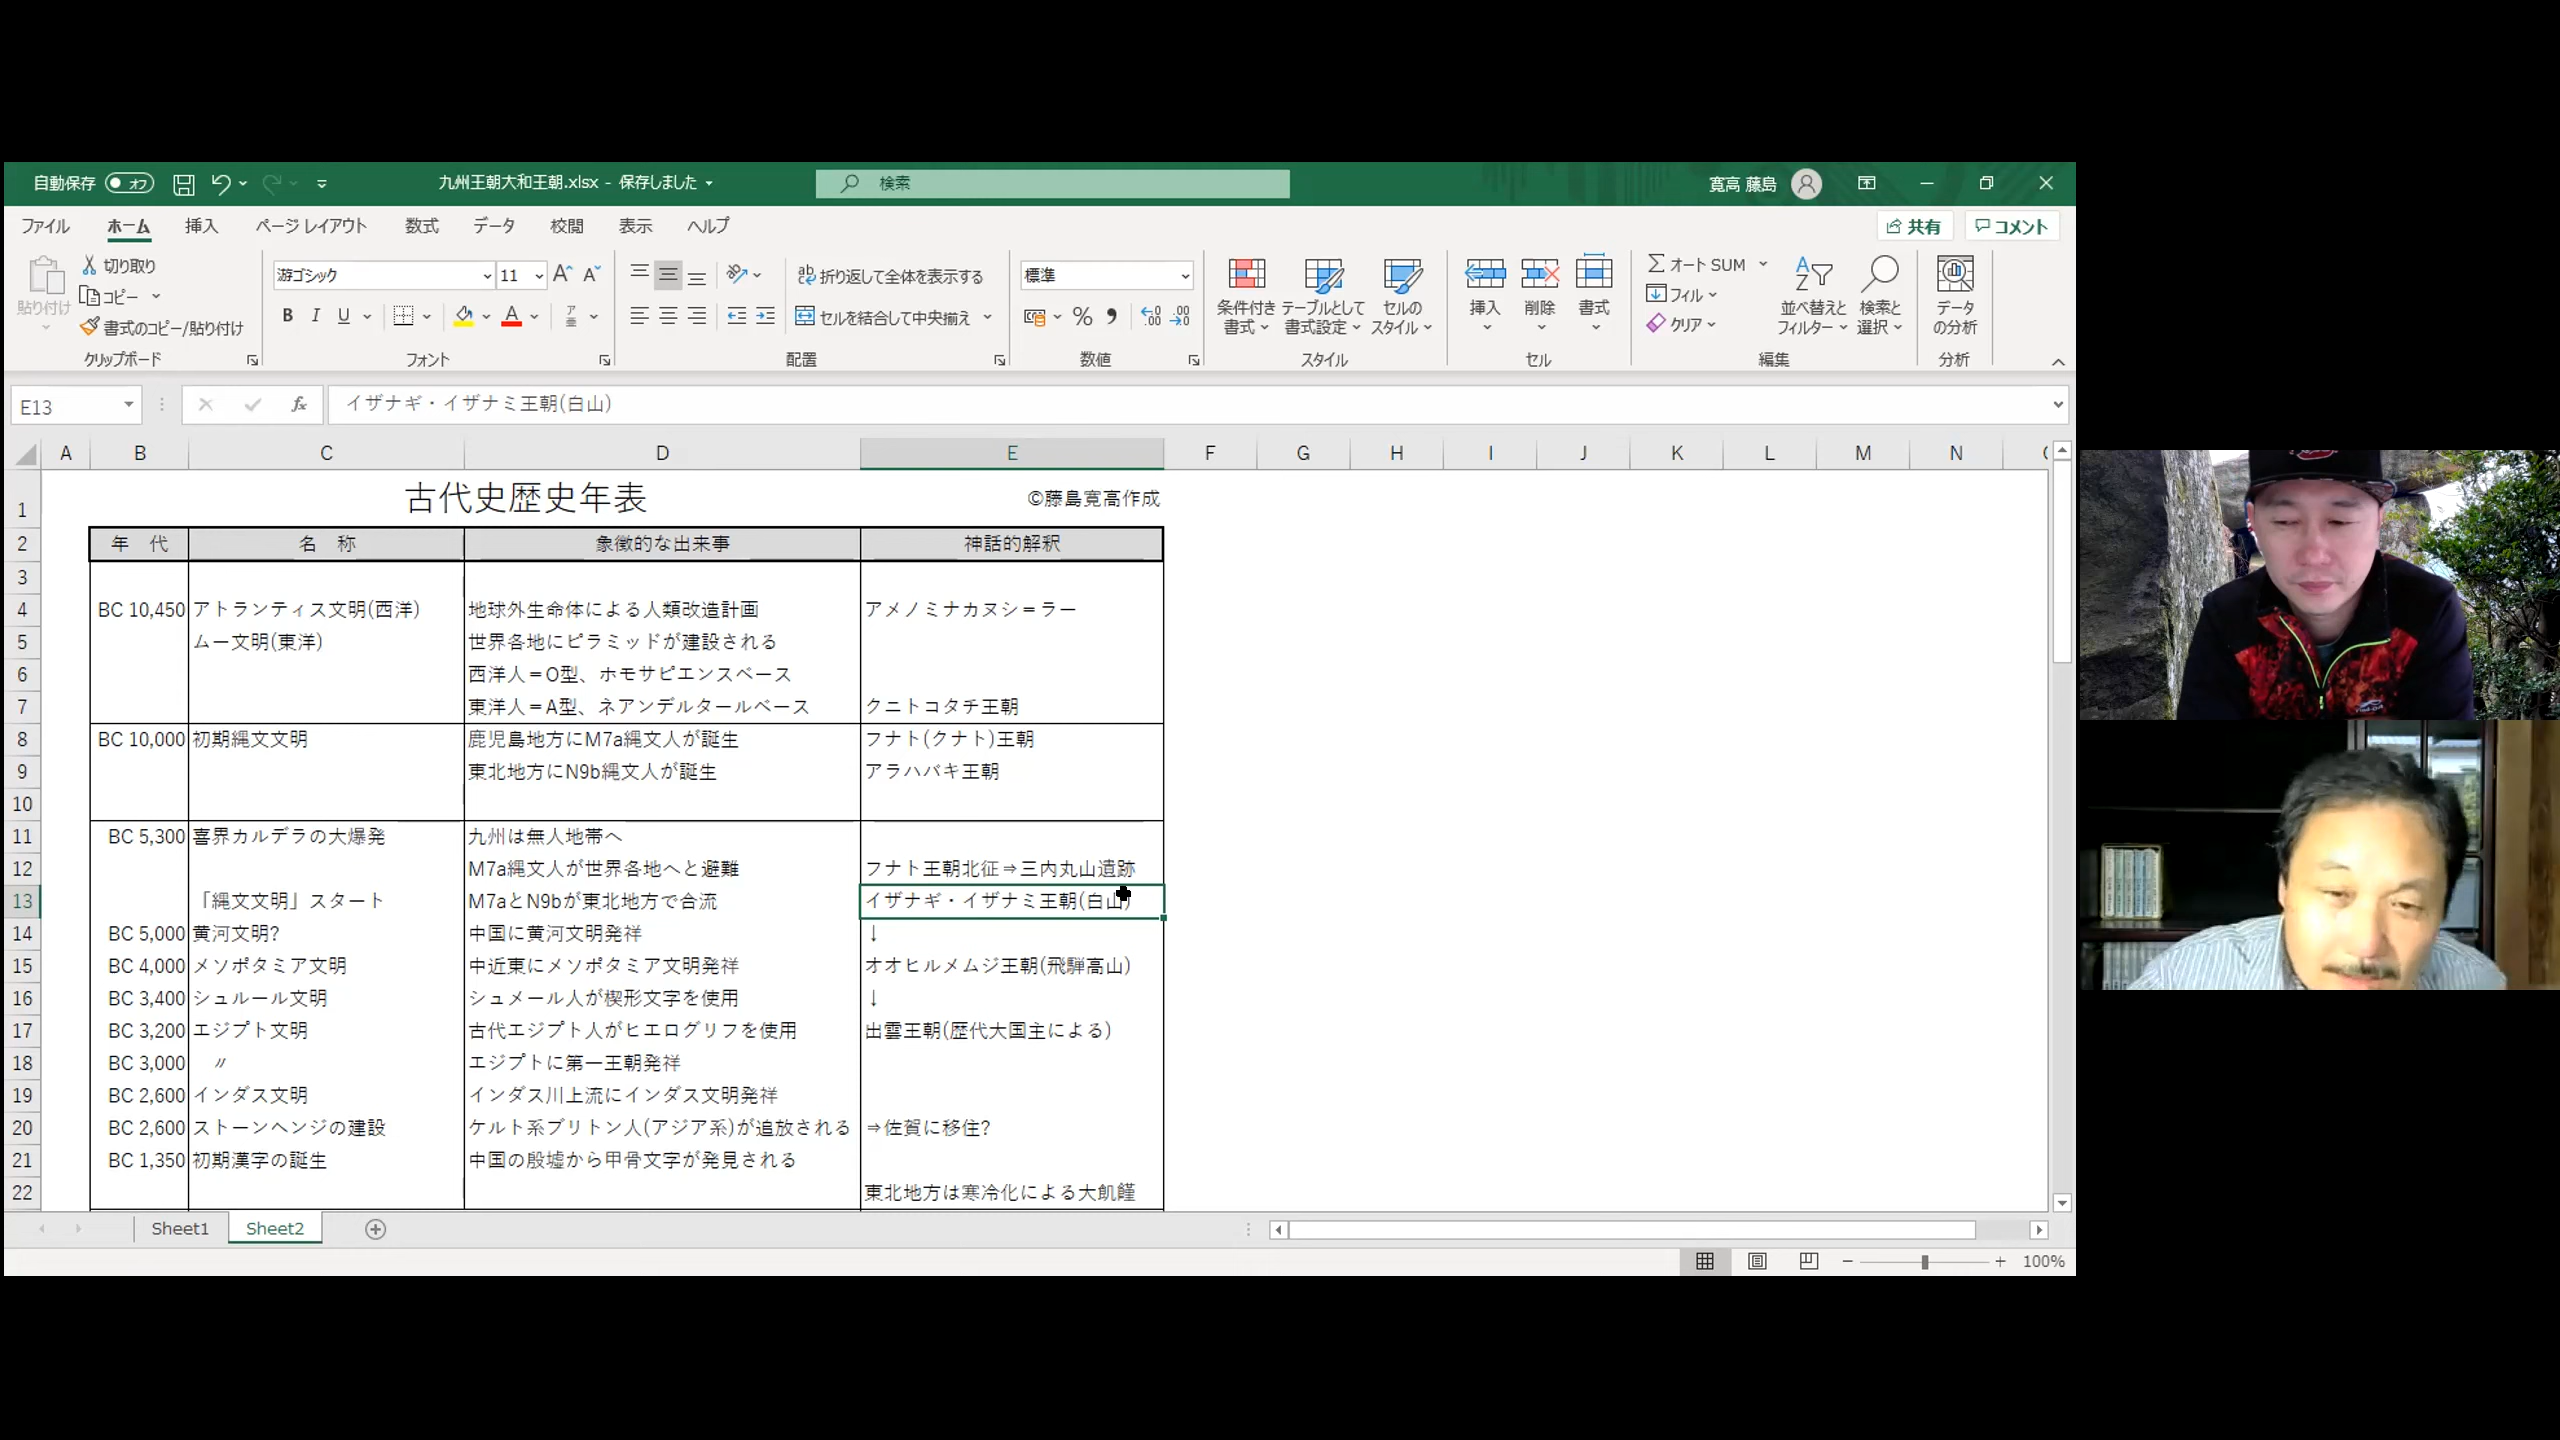 自動保存 オフ 九州王朝大和王朝.xlsx - 保存しました 検索 寛高 藤島
ファイル ホーム 挿入 ページ レイアウト 数式 データ 校閲 表示 ヘルプ 共有 コメント
貼り付け
切り取り
コピー
書式のコピー/貼り付け
クリップボード
游ゴシック 11
B I U
フォント
折り返して全体を表示する
セルを結合して中央揃え
配置
標準
数値
条件付き書式
テーブルとして書式設定
セルのスタイル
スタイル
挿入 削除 書式
セル
オート SUM
フィル
クリア
並べ替えとフィルター
検索と選択
編集
データの分析
分析
E13 fx イザナギ・イザナミ王朝(白山)
A B C D E F G H I J K L M N
1 古代史歴史年表 ©藤島寛高作成
2 年 代 名 称 象徴的な出来事 神話的解釈
3
4 BC 10,450 アトランティス文明(西洋) 地球外生命体による人類改造計画 アメノミナカヌシ＝ラー
5 ムー文明(東洋) 世界各地にピラミッドが建設される
6 西洋人＝O型、ホモサピエンスベース
7 東洋人＝A型、ネアンデルタールベース クニトコタチ王朝
8 BC 10,000 初期縄文文明 鹿児島地方にM7a縄文人が誕生 フナト(クナト)王朝
9 東北地方にN9b縄文人が誕生 アラハバキ王朝
10
11 BC 5,300 喜界カルデラの大爆発 九州は無人地帯へ
12 M7a縄文人が世界各地へと避難 フナト王朝北征⇒三内丸山遺跡
13 「縄文文明」スタート M7aとN9bが東北地方で合流 イザナギ・イザナミ王朝(白山)
14 BC 5,000 黄河文明? 中国に黄河文明発祥 ↓
15 BC 4,000 メソポタミア文明 中近東にメソポタミア文明発祥 オオヒルメムジ王朝(飛騨高山)
16 BC 3,400 シュルール文明 シュメール人が楔形文字を使用 ↓
17 BC 3,200 エジプト文明 古代エジプト人がヒエログリフを使用 出雲王朝(歴代大国主による)
18 BC 3,000 〃 エジプトに第一王朝発祥
19 BC 2,600 インダス文明 インダス川上流にインダス文明発祥
20 BC 2,600 ストーンヘンジの建設 ケルト系ブリトン人(アジア系)が追放される ⇒佐賀に移住?
21 BC 1,350 初期漢字の誕生 中国の殷墟から甲骨文字が発見される
22 東北地方は寒冷化による大飢饉
Sheet1 Sheet2
100%